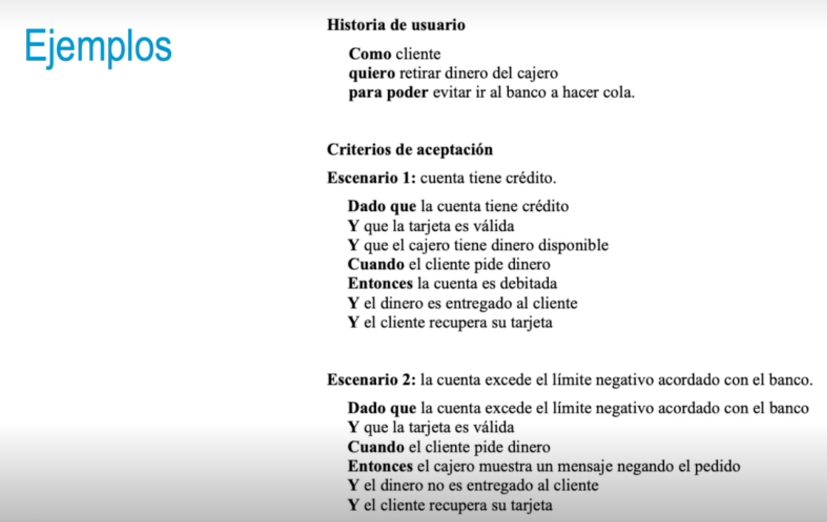 Ejemplos
Historia de usuario
Como cliente
quiero retirar dinero del cajero
para poder evitar ir al banco a hacer cola.
Criterios de aceptación
Escenario 1: cuenta tiene crédito.
Dado que la cuenta tiene crédito
Y que la tarjeta es válida
Y que el cajero tiene dinero disponible
Cuando el cliente pide dinero
Entonces la cuenta es debitada
Y el dinero es entregado al cliente
Y el cliente recupera su tarjeta
Escenario 2: la cuenta excede el límite negativo acordado con el banco.
Dado que la cuenta excede el límite negativo acordado con el banco
Y que la tarjeta es válida
Cuando el cliente pide dinero
Entonces el cajero muestra un mensaje negando el pedido
Y el dinero no es entregado al cliente
Y el cliente recupera su tarjeta